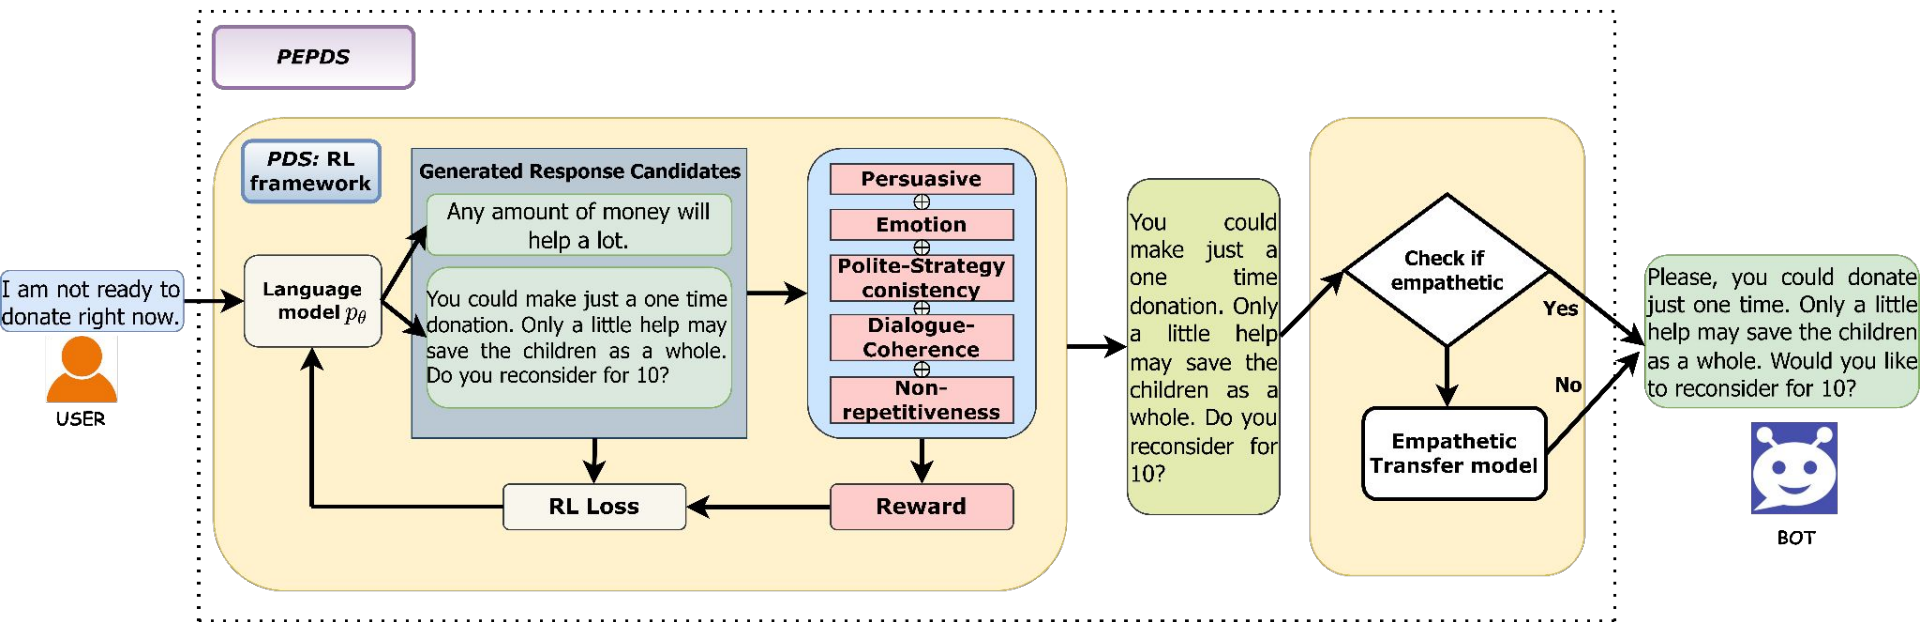 PEPDS
PDS: RL
framework
I am not ready to
donate right now.
USER
Language
model pθ
Generated Response Candidates
Any amount of money will
help a lot.
You could make just a one time
donation. Only a little help may
save the children as a whole.
Do you reconsider for 10?
Persuasive
⊕
Emotion
⊕
Polite-Strategy
conistency
⊕
Dialogue-
Coherence
⊕
Non-
repetitiveness
RL Loss
Reward
You could
make just a
one time
donation. Only
a little help
may save the
children as a
whole. Do you
reconsider for
10?
Check if
empathetic
Yes
No
Empathetic
Transfer model
Please, you could donate
just one time. Only a little
help may save the children
as a whole. Would you like
to reconsider for 10?
BOT